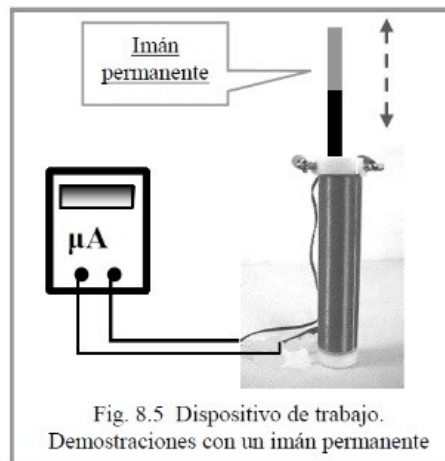 Imán
permanente
µA
Fig. 8.5 Dispositivo de trabajo.
Demostraciones con un imán permanente